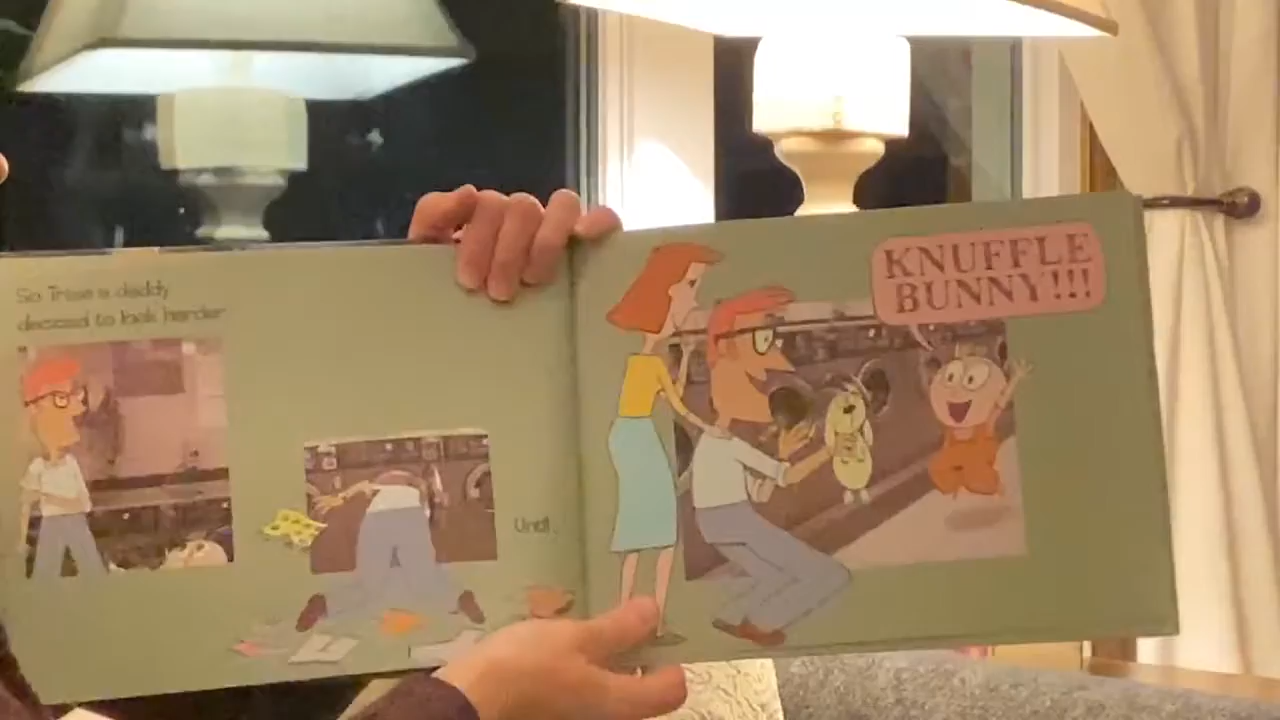 So Trixie's daddy
decided to look harder
Until...
KNUFFLE
BUNNY!!!